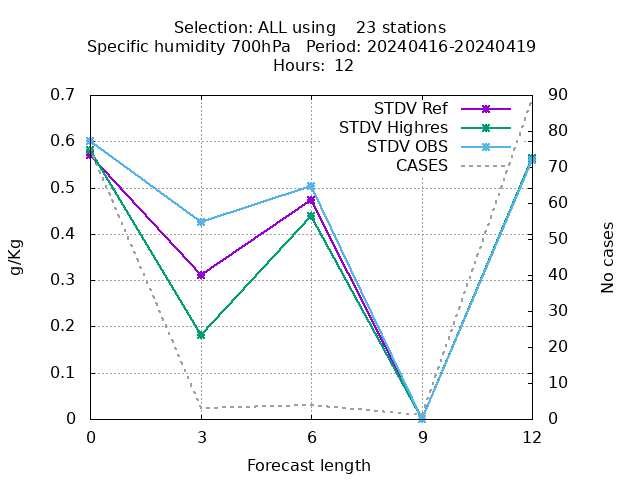 Selection: ALL using    23 stations
Specific humidity 700hPa   Period: 20240416-20240419
Hours:  12
0.7
0.6
0.5
0.4
0.3
0.2
0.1
0
g/Kg
STDV Ref
STDV Highres
STDV OBS
CASES
90
80
70
60
50
40
30
20
10
0
No cases
0 3 6 9 12
Forecast length